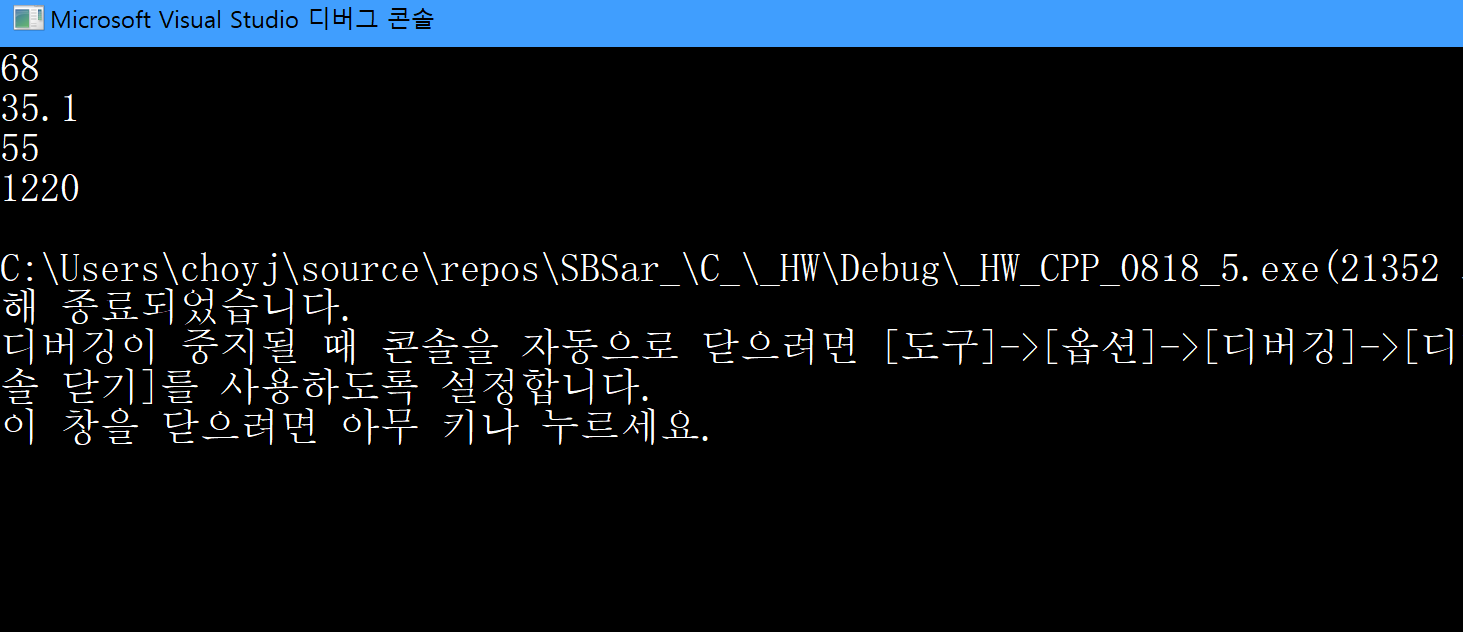 Microsoft Visual Studio 디버그 콘솔
68
35.1
55
1220
C:\Users\choyj\source\repos\SBSar_\C_\_HW\Debug\_HW_CPP_0818_5.exe(21352
해 종료되었습니다.
디버깅이 중지될 때 콘솔을 자동으로 닫으려면 [도구]->[옵션]->[디버깅]->[디
솔 닫기]를 사용하도록 설정합니다.
이 창을 닫으려면 아무 키나 누르세요.